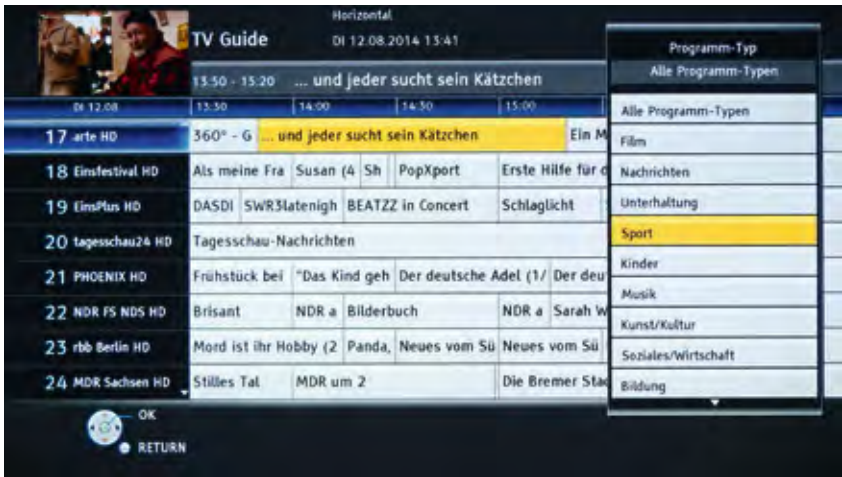 Horizontal
TV Guide
DI 12.08.2014 13:41
13:50 - 15:20 ... und jeder sucht sein Kätzchen
DI 12.08 13:30 14:00 14:30 15:00
17 arte HD 360° - G ... und jeder sucht sein Kätzchen Ein M
18 Einsfestival HD Als meine Fra Susan (4 Sh PopXport Erste Hilfe für d
19 EinsPlus HD DASDI SWR3latenigh BEATZZ in Concert Schlaglicht
20 tagesschau24 HD Tagesschau-Nachrichten
21 PHOENIX HD Frühstück bei "Das Kind geh Der deutsche Adel (1/ Der deu
22 NDR FS NDS HD Brisant NDR a Bilderbuch NDR a Sarah W
23 rbb Berlin HD Mord ist ihr Hobby (2 Panda, Neues vom Sü Neues vom Sü
24 MDR Sachsen HD Stilles Tal MDR um 2 Die Bremer Stad
Programm-Typ
Alle Programm-Typen
Alle Programm-Typen
Film
Nachrichten
Unterhaltung
Sport
Kinder
Musik
Kunst/Kultur
Soziales/Wirtschaft
Bildung
OK
RETURN